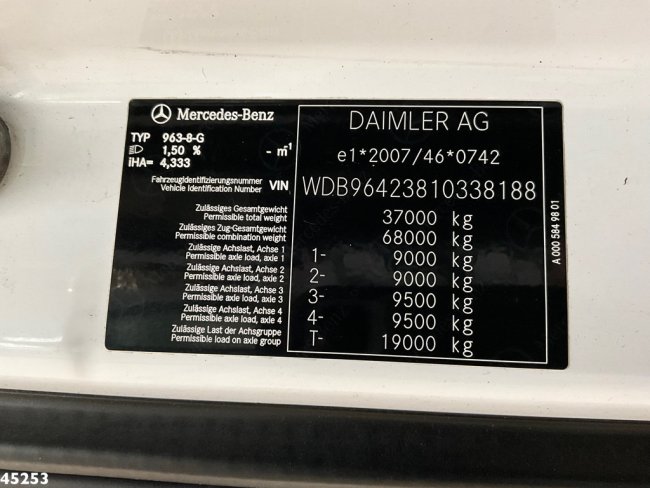 Mercedes-Benz
DAIMLER AG
TYP 963-8-G
1,50 % - m-1
iHA= 4,333
e1*2007/46*0742
Fahrzeugidentifizierungsnummer
Vehicle Identification Number VIN WDB96423810338188
Zulässiges Gesamtgewicht
Permissible total weight 37000 kg
Zulässiges Zug-Gesamtgewicht
Permissible combination weight 68000 kg
Zulässige Achslast, Achse 1
Permissible axle load, axle 1 1- 9000 kg
Zulässige Achslast, Achse 2
Permissible axle load, axle 2 2- 9000 kg
Zulässige Achslast, Achse 3
Permissible axle load, axle 3 3- 9500 kg
Zulässige Achslast, Achse 4
Permissible axle load, axle 4 4- 9500 kg
Zulässige Last der Achsgruppe
Permissible load on axle group T- 19000 kg
A 000 584 98 01
45253